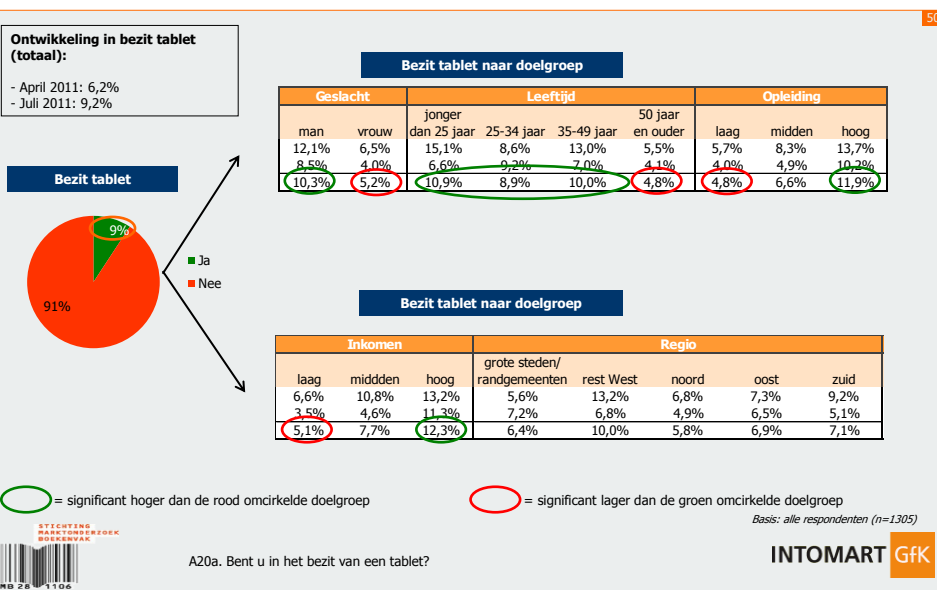 50
Ontwikkeling in bezit tablet
(totaal):
- April 2011: 6,2%
- Juli 2011: 9,2%
Bezit tablet naar doelgroep
Geslacht Leeftijd Opleiding
jonger 50 jaar
man vrouw dan 25 jaar 25-34 jaar 35-49 jaar en ouder laag midden hoog
12,1% 6,5% 15,1% 8,6% 13,0% 5,5% 5,7% 8,3% 13,7%
8,5% 4,0% 6,6% 9,2% 7,0% 4,1% 4,0% 4,9% 10,2%
10,3% 5,2% 10,9% 8,9% 10,0% 4,8% 4,8% 6,6% 11,9%
Bezit tablet
9%
91%
Ja
Nee
Bezit tablet naar doelgroep
Inkomen Regio
grote steden/
laag middden hoog randgemeenten rest West noord oost zuid
6,6% 10,8% 13,2% 5,6% 13,2% 6,8% 7,3% 9,2%
3,5% 4,6% 11,3% 7,2% 6,8% 4,9% 6,5% 5,1%
5,1% 7,7% 12,3% 6,4% 10,0% 5,8% 6,9% 7,1%
= significant hoger dan de rood omcirkelde doelgroep
= significant lager dan de groen omcirkelde doelgroep
Basis: alle respondenten (n=1305)
STICHTING
MARKTONDERZOEK
BOEKENVAK
MB 28 1106
A20a. Bent u in het bezit van een tablet?
INTOMART GfK